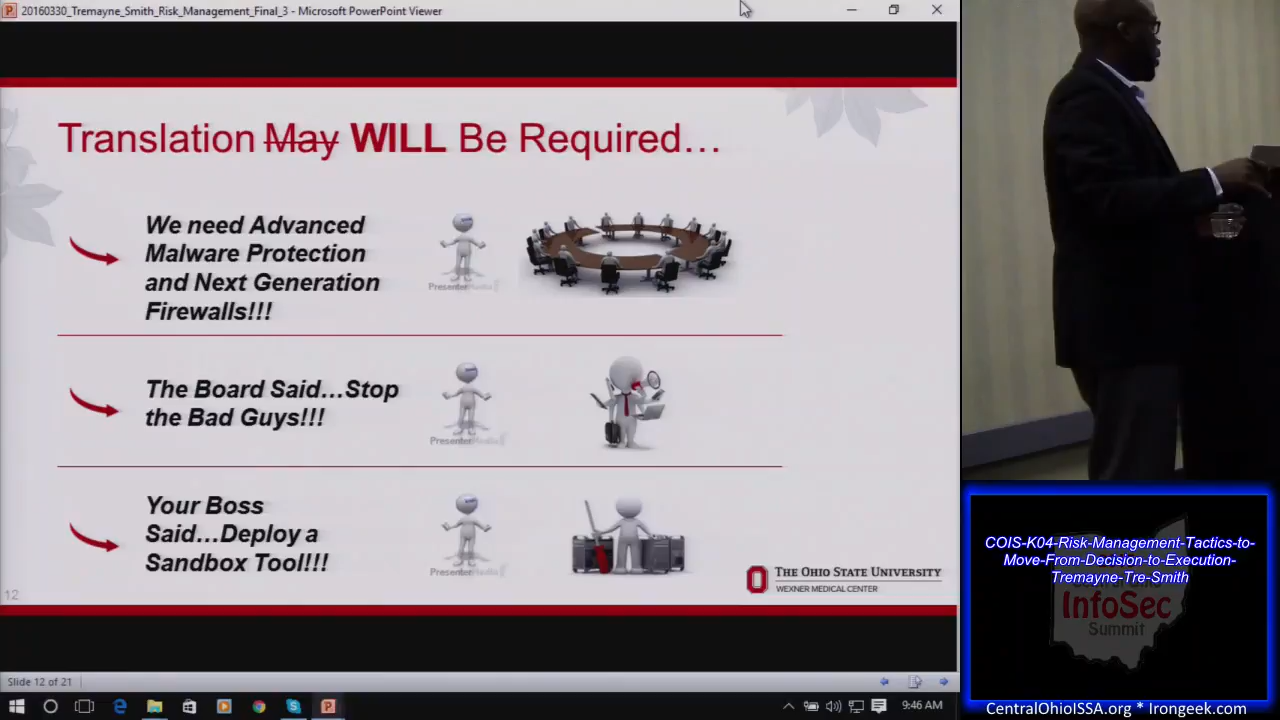 20160330_Tremayne_Smith_Risk_Management_Final_3 - Microsoft PowerPoint Viewer
Translation May WILL Be Required…
We need Advanced
Malware Protection
and Next Generation
Firewalls!!!
PresenterMedia
The Board Said…Stop
the Bad Guys!!!
PresenterMedia
Your Boss
Said…Deploy a
Sandbox Tool!!!
PresenterMedia
THE OHIO STATE UNIVERSITY
WEXNER MEDICAL CENTER
12
Slide 12 of 21
9:46 AM
COIS-K04-Risk-Management-Tactics-to-
Move-From-Decision-to-Execution-
Tremayne-Tre-Smith
InfoSec
Summit
CentralOhioISSA.org * Irongeek.com